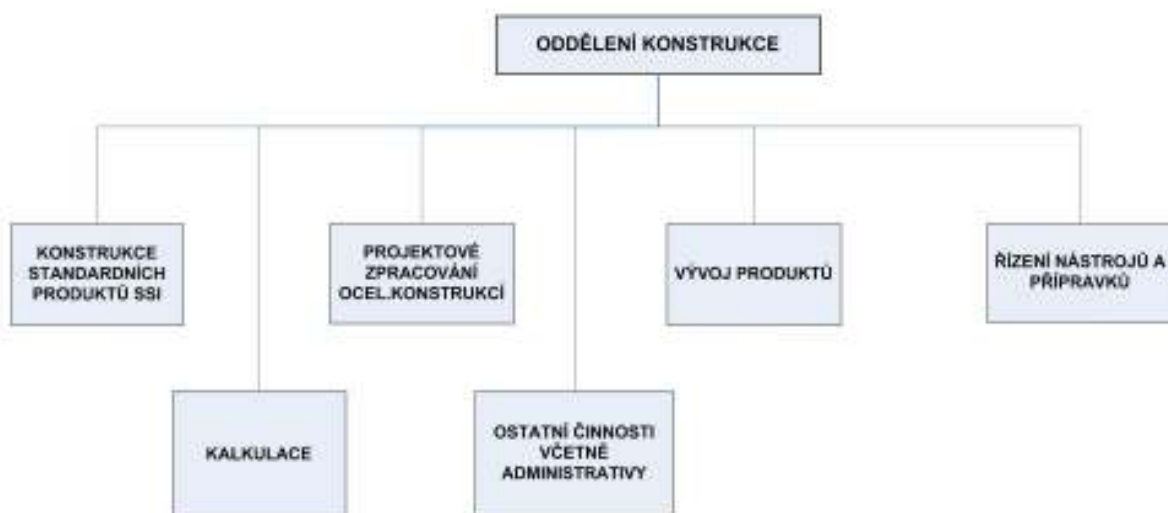 ODDĚLENÍ KONSTRUKCE
KONSTRUKCE
STANDARDNÍCH
PRODUKTŮ SSI
PROJEKTOVÉ
ZPRACOVÁNÍ
OCEL.KONSTRUKCÍ
VÝVOJ PRODUKTŮ
ŘÍZENÍ NÁSTROJŮ A
PŘÍPRAVKŮ
KALKULACE
OSTATNÍ ČINNOSTI
VČETNĚ
ADMINISTRATIVY